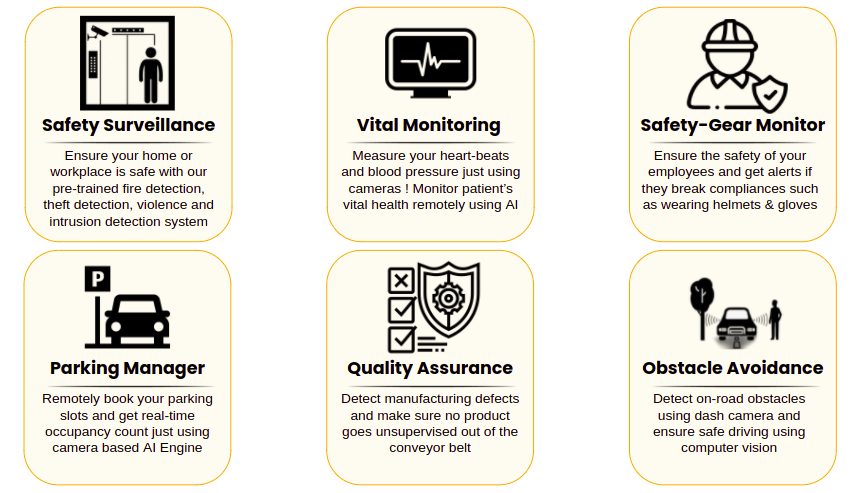 Safety Surveillance
Ensure your home or
workplace is safe with our
pre-trained fire detection,
theft detection, violence and
intrusion detection system
Vital Monitoring
Measure your heart-beats
and blood pressure just using
cameras ! Monitor patient's
vital health remotely using AI
Safety-Gear Monitor
Ensure the safety of your
employees and get alerts if
they break compliances such
as wearing helmets & gloves
P
Parking Manager
Remotely book your parking
slots and get real-time
occupancy count just using
camera based AI Engine
Quality Assurance
Detect manufacturing defects
and make sure no product
goes unsupervised out of the
conveyor belt
Obstacle Avoidance
Detect on-road obstacles
using dash camera and
ensure safe driving using
computer vision